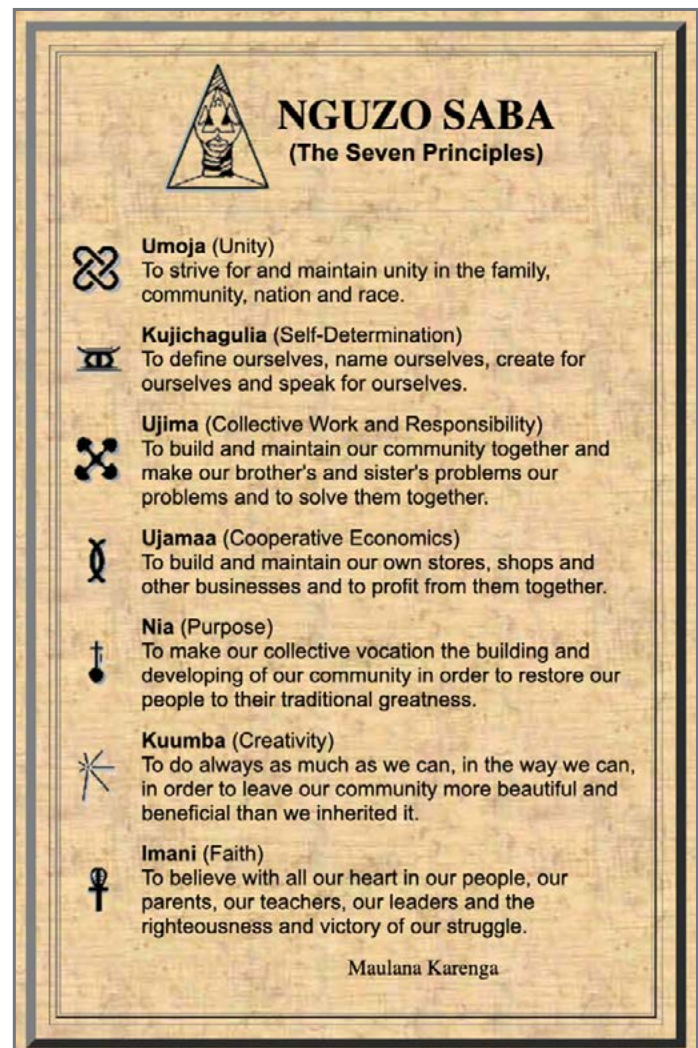 NGUZO SABA
(The Seven Principles)
Umoja (Unity)
To strive for and maintain unity in the family,
community, nation and race.
Kujichagulia (Self-Determination)
To define ourselves, name ourselves, create for
ourselves and speak for ourselves.
Ujima (Collective Work and Responsibility)
To build and maintain our community together and
make our brother's and sister's problems our
problems and to solve them together.
Ujamaa (Cooperative Economics)
To build and maintain our own stores, shops and
other businesses and to profit from them together.
Nia (Purpose)
To make our collective vocation the building and
developing of our community in order to restore our
people to their traditional greatness.
Kuumba (Creativity)
To do always as much as we can, in the way we can,
in order to leave our community more beautiful and
beneficial than we inherited it.
Imani (Faith)
To believe with all our heart in our people, our
parents, our teachers, our leaders and the
righteousness and victory of our struggle.
Maulana Karenga